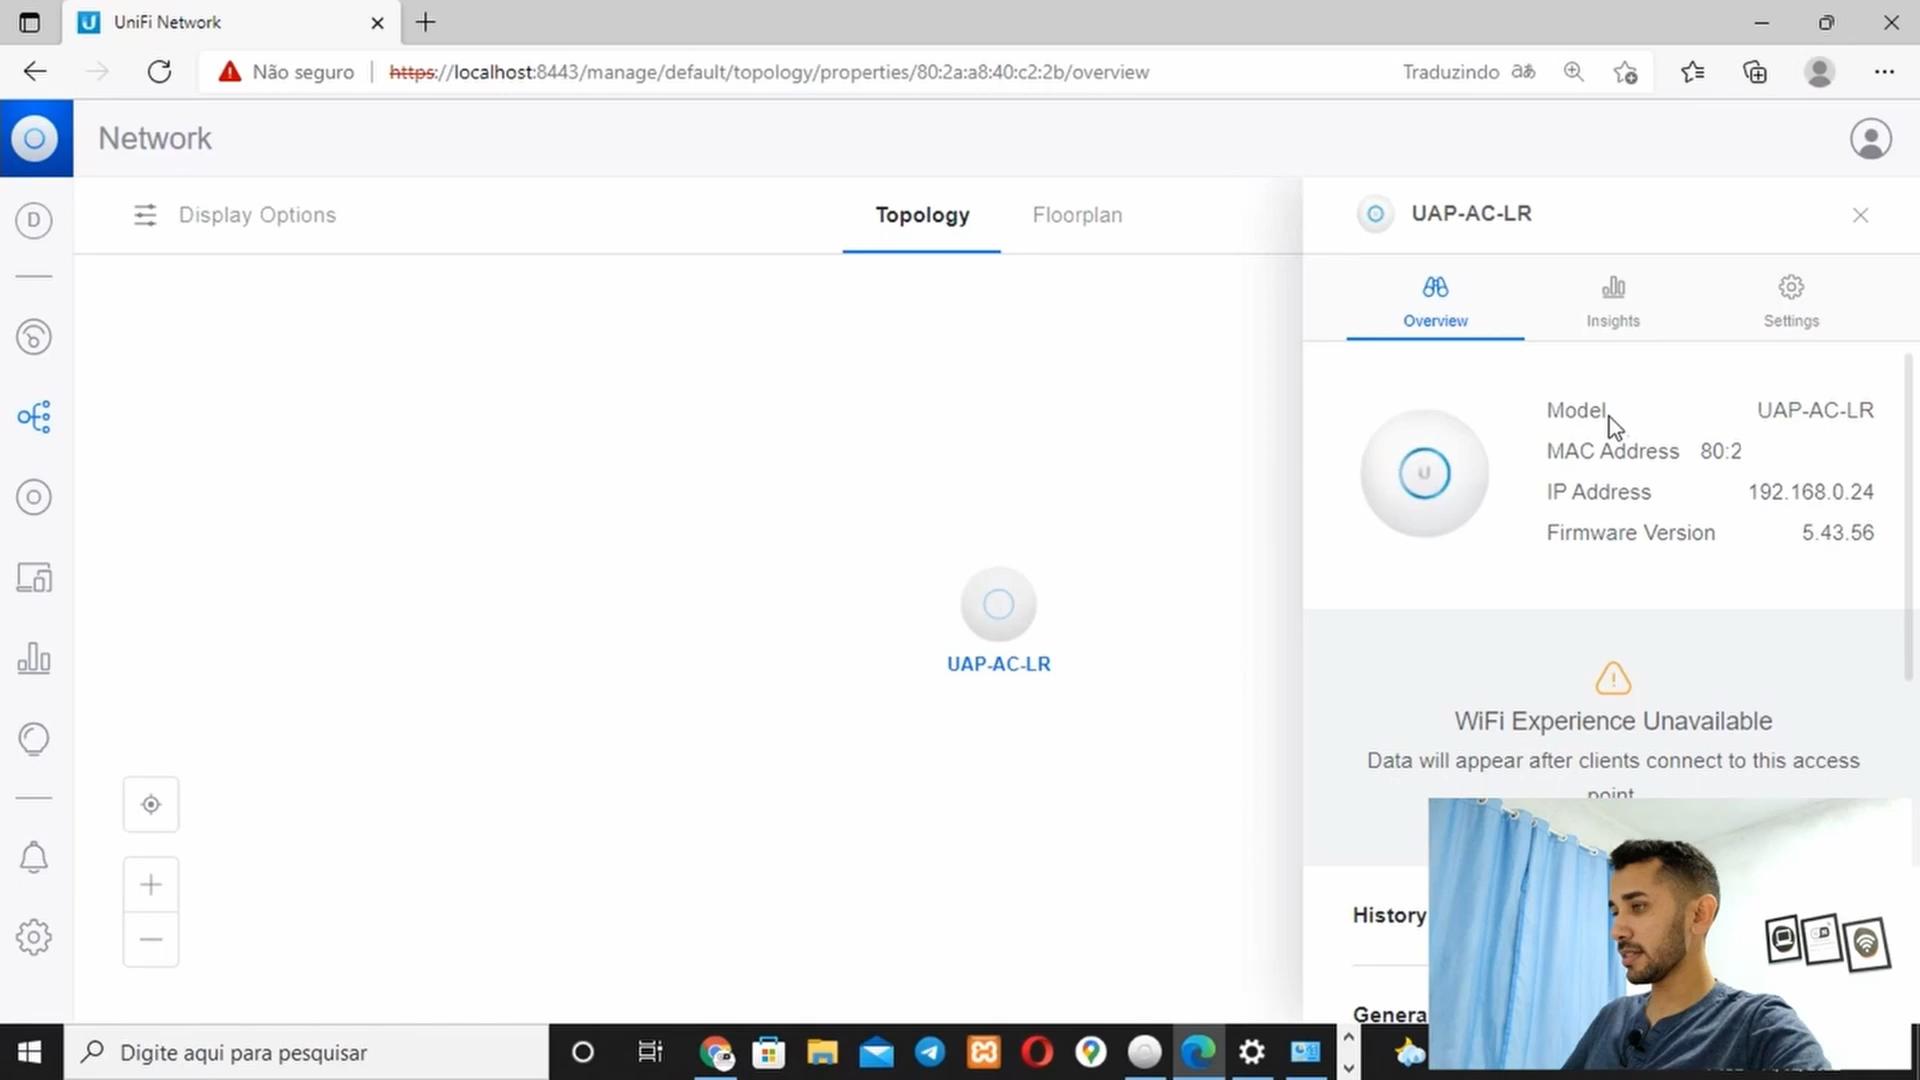 UniFi Network
Não seguro
https://localhost:8443/manage/default/topology/properties/80:2a:a8:40:c2:2b/overview
Traduzindo
Network
D
Display Options
Topology
Floorplan
UAP-AC-LR
Overview
Insights
Settings
Model UAP-AC-LR
MAC Address 80:2
IP Address 192.168.0.24
Firmware Version 5.43.56
UAP-AC-LR
WiFi Experience Unavailable
Data will appear after clients connect to this access
point
History
Genera
Digite aqui para pesquisar